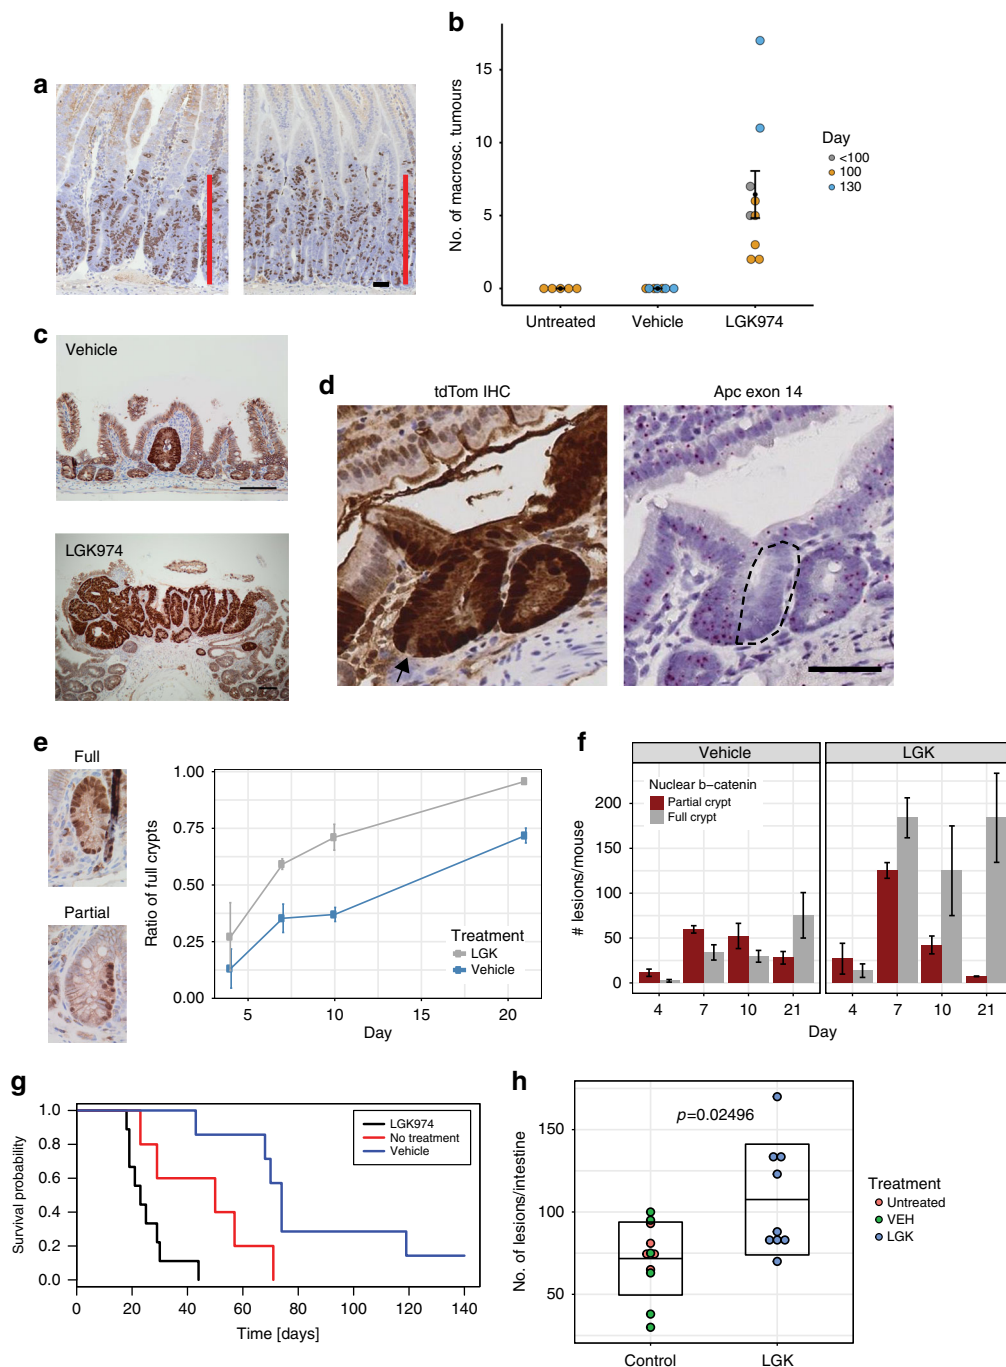 a
b
No. of macrosc. tumours
15
10
5
0
Untreated
Vehicle
LGK974
Day
<100
100
130
c
Vehicle
LGK974
d
tdTom IHC
Apc exon 14
e
Full
Partial
Ratio of full crypts
1.00
0.75
0.50
0.25
0.00
5
10
15
20
Day
Treatment
LGK
Vehicle
f
Vehicle
LGK
Nuclear b−catenin
Partial crypt
Full crypt
# lesions/mouse
200
150
100
50
0
4
7
10
21
4
7
10
21
Day
g
Survival probability
1.0
0.8
0.6
0.4
0.2
0.0
0
20
40
60
80
100
120
140
Time [days]
LGK974
No treatment
Vehicle
h
p=0.02496
No. of lesions/intestine
150
100
50
Control
LGK
Treatment
Untreated
VEH
LGK